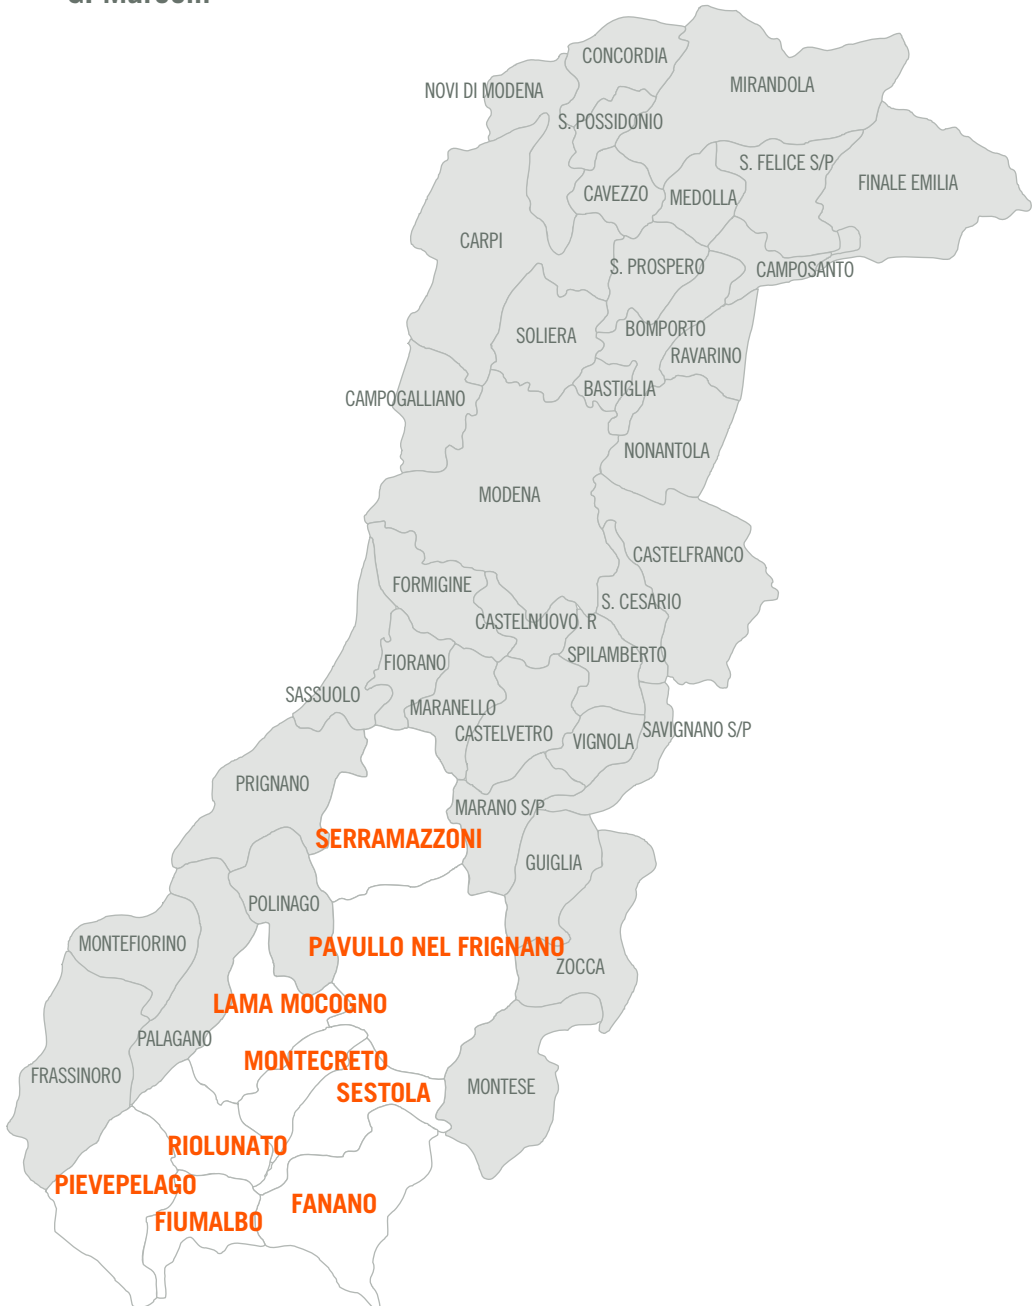 G. Marconi
CONCORDIA
NOVI DI MODENA
MIRANDOLA
S. POSSIDONIO
S. FELICE S/P
FINALE EMILIA
CAVEZZO
MEDOLLA
CARPI
S. PROSPERO
CAMPOSANTO
SOLIERA
BOMPORTO
RAVARINO
CAMPOGALLIANO
BASTIGLIA
NONANTOLA
MODENA
CASTELFRANCO
FORMIGINE
S. CESARIO
CASTELNUOVO. R
SPILAMBERTO
FIORANO
SASSUOLO
MARANELLO
CASTELVETRO
VIGNOLA
SAVIGNANO S/P
PRIGNANO
MARANO S/P
SERRAMAZZONI
GUIGLIA
POLINAGO
MONTEFIORINO
PAVULLO NEL FRIGNANO
ZOCCA
LAMA MOCOGNO
PALAGANO
MONTECRETO
FRASSINORO
SESTOLA
MONTESE
RIOLUNATO
PIEVEPELAGO
FANANO
FIUMALBO